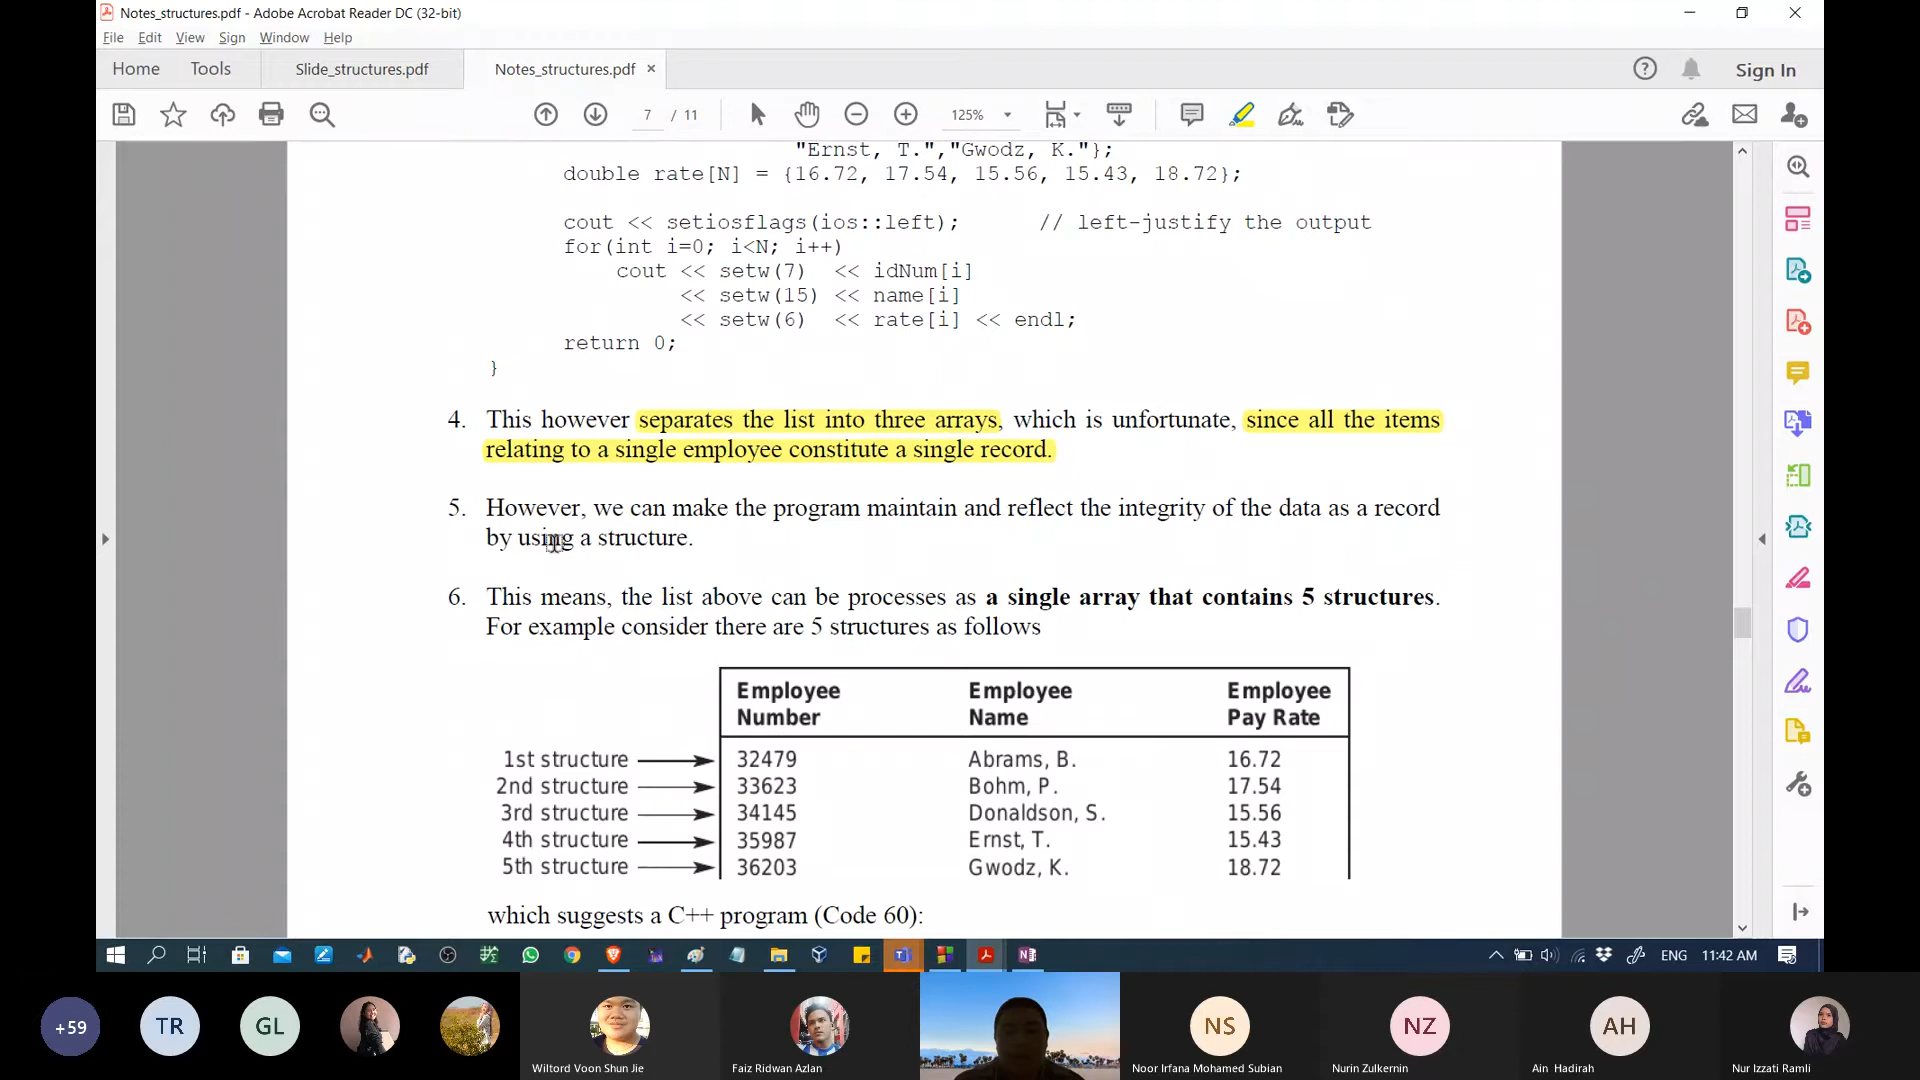 Notes_structures.pdf - Adobe Acrobat Reader DC (32-bit)
File Edit View Sign Window Help
Home Tools Slide_structures.pdf Notes_structures.pdf × Sign In
7 / 11 125%
"Ernst, T.","Gwodz, K."};
double rate[N] = {16.72, 17.54, 15.56, 15.43, 18.72};
cout << setiosflags(ios::left); // left-justify the output
for(int i=0; i<N; i++)
cout << setw(7) << idNum[i]
<< setw(15) << name[i]
<< setw(6) << rate[i] << endl;
return 0;
}
4. This however separates the list into three arrays, which is unfortunate, since all the items
relating to a single employee constitute a single record.
5. However, we can make the program maintain and reflect the integrity of the data as a record
by using a structure.
6. This means, the list above can be processes as a single array that contains 5 structures.
For example consider there are 5 structures as follows
Employee Number Employee Name Employee Pay Rate
1st structure 32479 Abrams, B. 16.72
2nd structure 33623 Bohm, P. 17.54
3rd structure 34145 Donaldson, S. 15.56
4th structure 35987 Ernst, T. 15.43
5th structure 36203 Gwodz, K. 18.72
which suggests a C++ program (Code 60):
ENG 11:42 AM
+59 TR GL NS NZ AH
Wiltord Voon Shun Jie Faiz Ridwan Azlan Noor Irfana Mohamed Subian Nurin Zulkernin Ain Hadirah Nur Izzati Ramli